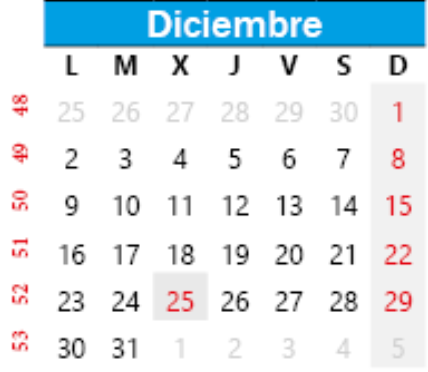 Diciembre
L M X J V S D
48 25 26 27 28 29 30 1
49 2 3 4 5 6 7 8
50 9 10 11 12 13 14 15
51 16 17 18 19 20 21 22
52 23 24 25 26 27 28 29
53 30 31 1 2 3 4 5